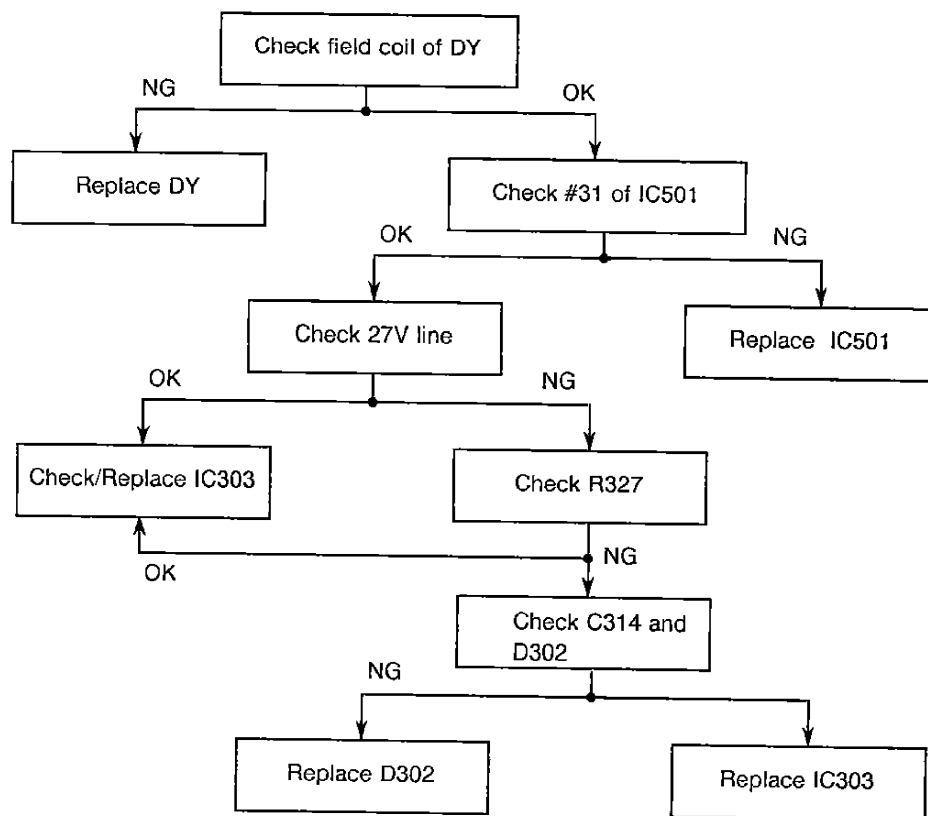 Check field coil of DY
NG
OK
Replace DY
Check #31 of IC501
OK
NG
Check 27V line
Replace IC501
OK
NG
Check/Replace IC303
Check R327
OK
NG
Check C314 and
D302
NG
Replace D302
Replace IC303